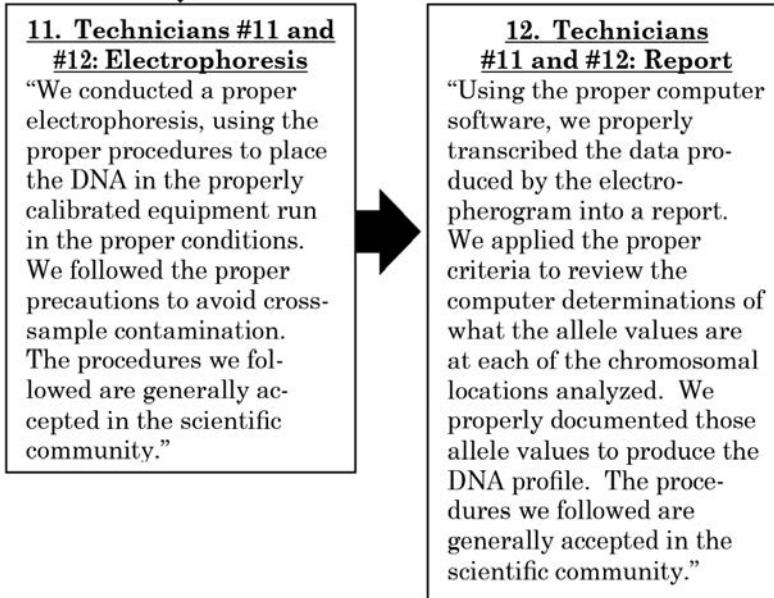 11. Technicians #11 and
#12: Electrophoresis
“We conducted a proper
electrophoresis, using the
proper procedures to place
the DNA in the properly
calibrated equipment run
in the proper conditions.
We followed the proper
precautions to avoid cross-
sample contamination.
The procedures we fol-
lowed are generally ac-
cepted in the scientific
community.”
12. Technicians
#11 and #12: Report
“Using the proper computer
software, we properly
transcribed the data pro-
duced by the electro-
pherogram into a report.
We applied the proper
criteria to review the
computer determinations of
what the allele values are
at each of the chromosomal
locations analyzed.  We
properly documented those
allele values to produce the
DNA profile.  The proce-
dures we followed are
generally accepted in the
scientific community.”